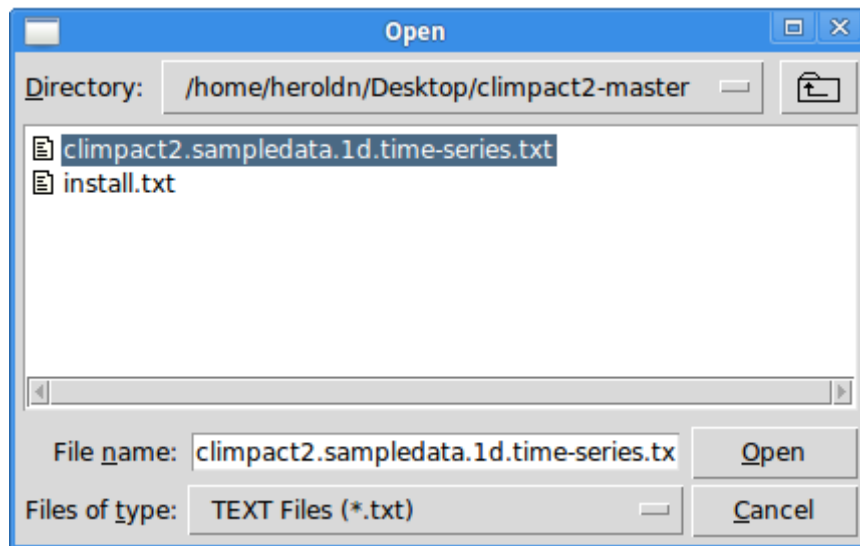 Open
Directory: /home/heroldn/Desktop/climpact2-master
climpact2.sampledata.1d.time-series.txt
install.txt
File name: climpact2.sampledata.1d.time-series.tx Open
Files of type: TEXT Files (*.txt) Cancel